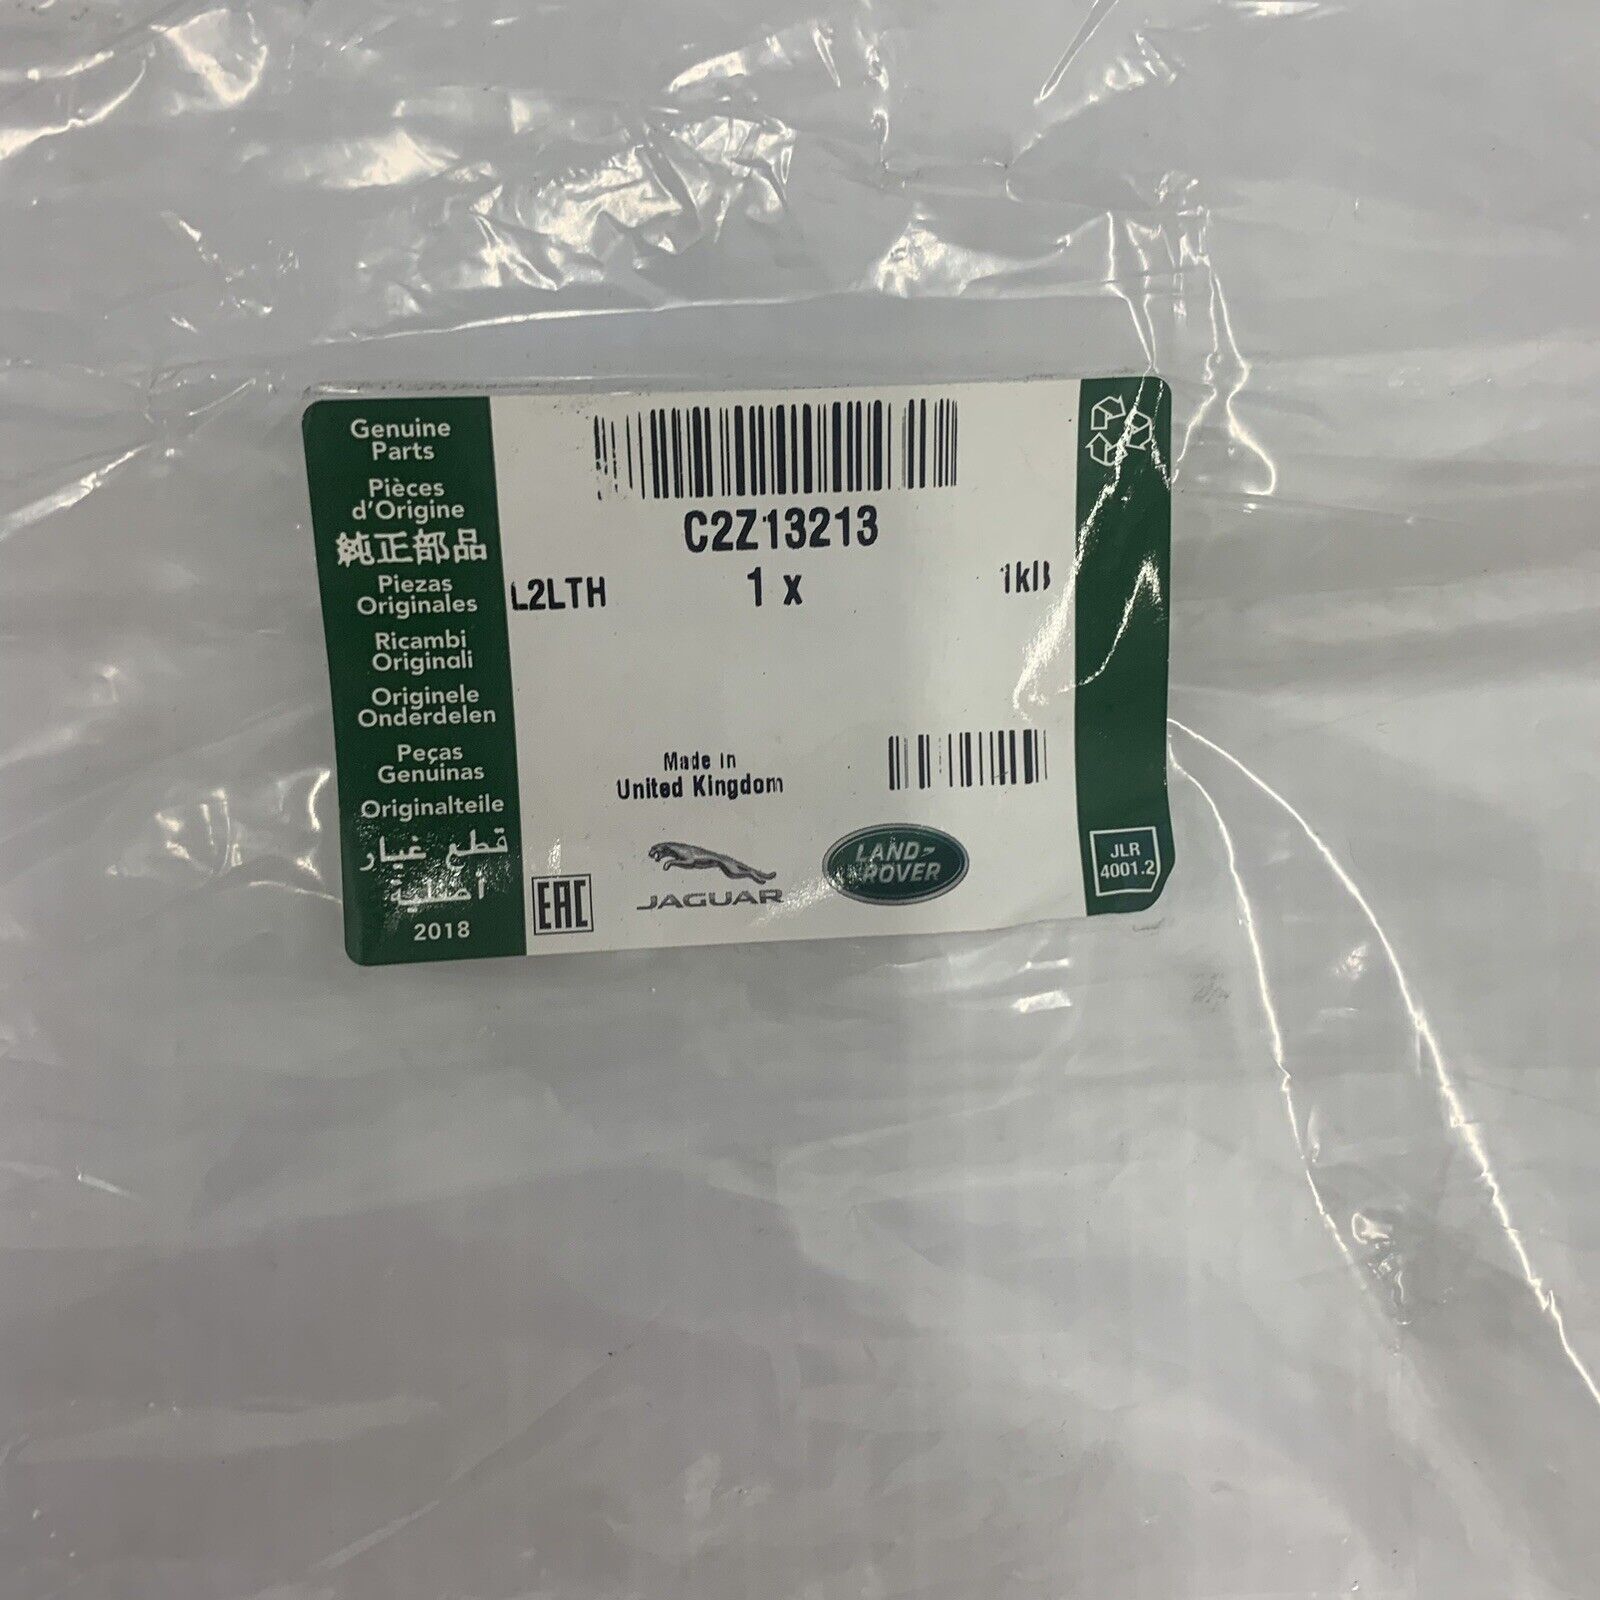 Genuine
Parts
Pièces
d'Origine
純正部品
Piezas
Originales
Ricambi
Originali
Originele
Onderdelen
Peças
Genuinas
Originalteile
قطع غيار
أصلية
2018
C2Z13213
L2LTH 1 x
Made in
United Kingdom
EAC
JAGUAR
LAND-
ROVER
JLR
4001.2